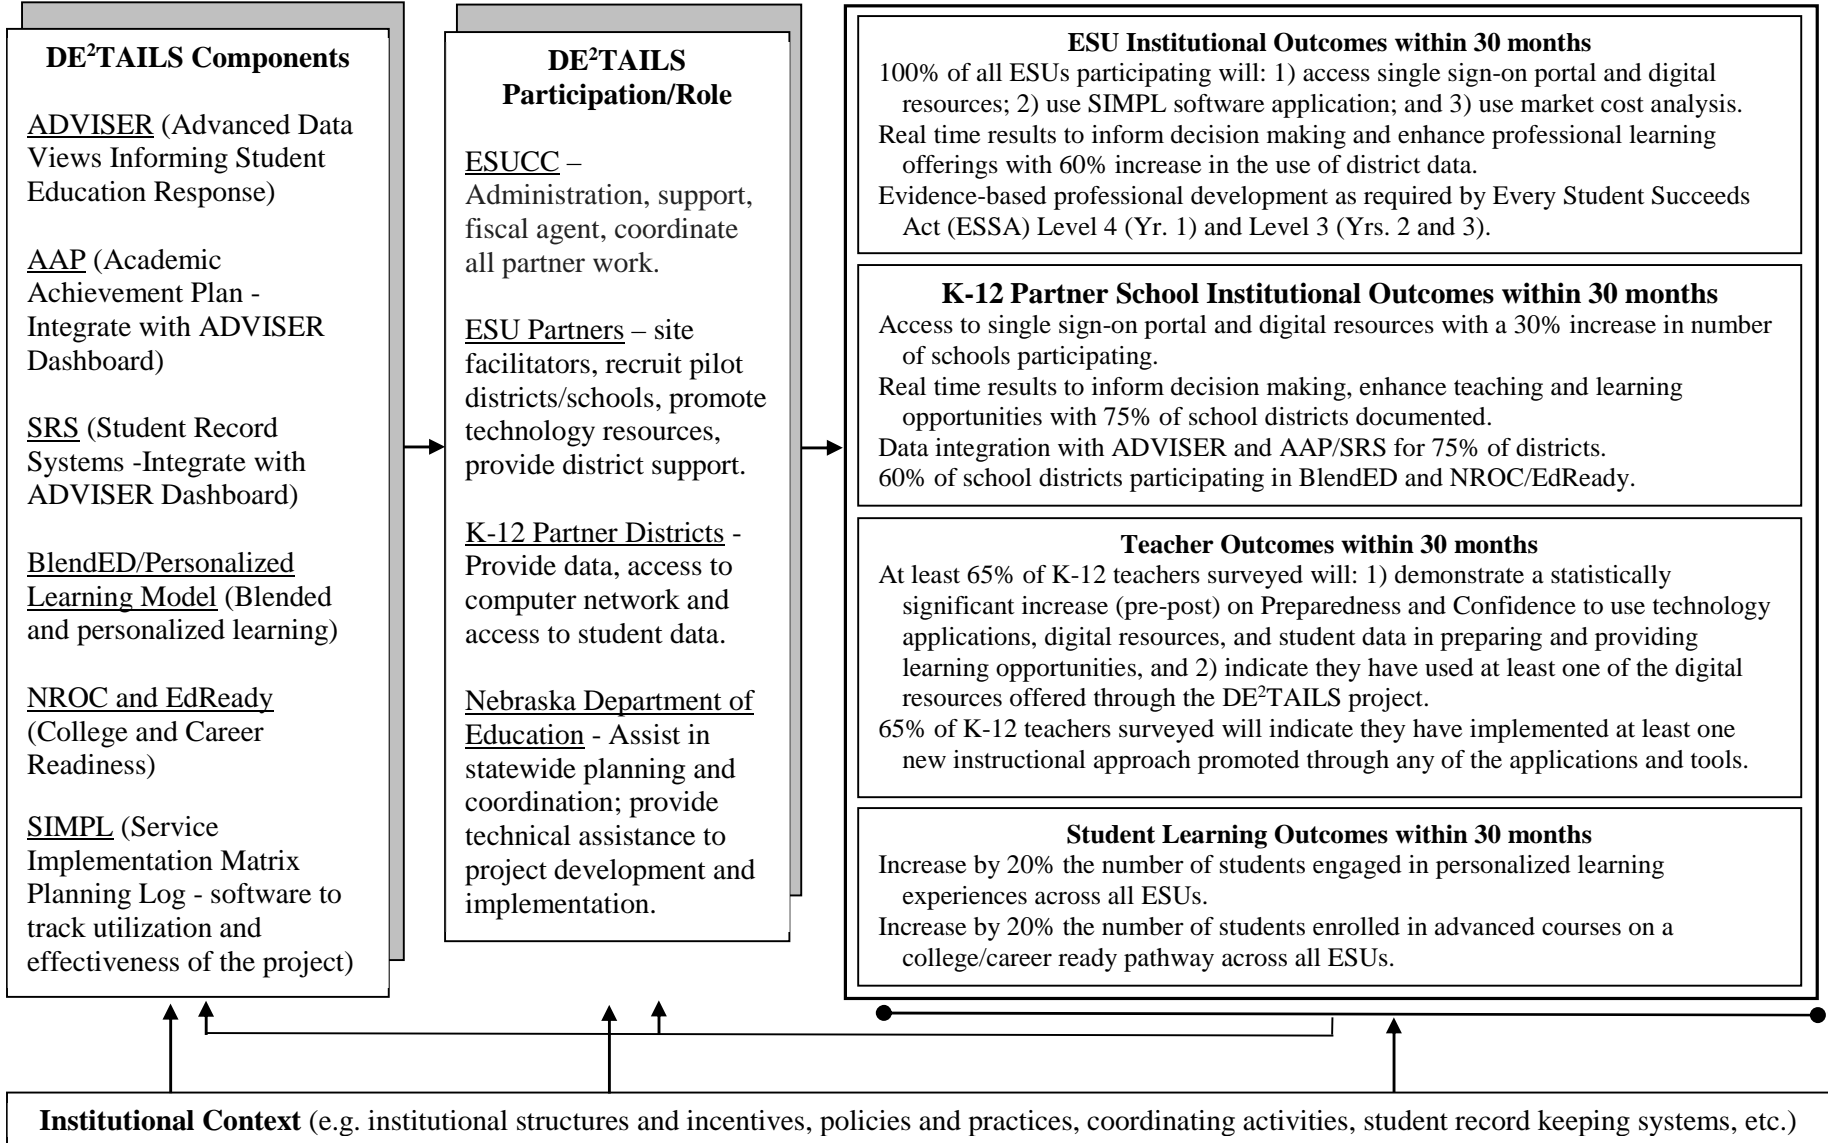 DE²TAILS Components
ADVISER (Advanced Data
Views Informing Student
Education Response)
AAP (Academic
Achievement Plan -
Integrate with ADVISER
Dashboard)
SRS (Student Record
Systems -Integrate with
ADVISER Dashboard)
BlendED/Personalized
Learning Model (Blended
and personalized learning)
NROC and EdReady
(College and Career
Readiness)
SIMPL (Service
Implementation Matrix
Planning Log - software to
track utilization and
effectiveness of the project)
DE²TAILS
Participation/Role
ESUCC –
Administration, support,
fiscal agent, coordinate
all partner work.
ESU Partners – site
facilitators, recruit pilot
districts/schools, promote
technology resources,
provide district support.
K-12 Partner Districts -
Provide data, access to
computer network and
access to student data.
Nebraska Department of
Education - Assist in
statewide planning and
coordination; provide
technical assistance to
project development and
implementation.
ESU Institutional Outcomes within 30 months
100% of all ESUs participating will: 1) access single sign-on portal and digital
resources; 2) use SIMPL software application; and 3) use market cost analysis.
Real time results to inform decision making and enhance professional learning
offerings with 60% increase in the use of district data.
Evidence-based professional development as required by Every Student Succeeds
Act (ESSA) Level 4 (Yr. 1) and Level 3 (Yrs. 2 and 3).
K-12 Partner School Institutional Outcomes within 30 months
Access to single sign-on portal and digital resources with a 30% increase in number
of schools participating.
Real time results to inform decision making, enhance teaching and learning
opportunities with 75% of school districts documented.
Data integration with ADVISER and AAP/SRS for 75% of districts.
60% of school districts participating in BlendED and NROC/EdReady.
Teacher Outcomes within 30 months
At least 65% of K-12 teachers surveyed will: 1) demonstrate a statistically
significant increase (pre-post) on Preparedness and Confidence to use technology
applications, digital resources, and student data in preparing and providing
learning opportunities, and 2) indicate they have used at least one of the digital
resources offered through the DE²TAILS project.
65% of K-12 teachers surveyed will indicate they have implemented at least one
new instructional approach promoted through any of the applications and tools.
Student Learning Outcomes within 30 months
Increase by 20% the number of students engaged in personalized learning
experiences across all ESUs.
Increase by 20% the number of students enrolled in advanced courses on a
college/career ready pathway across all ESUs.
Institutional Context (e.g. institutional structures and incentives, policies and practices, coordinating activities, student record keeping systems, etc.)